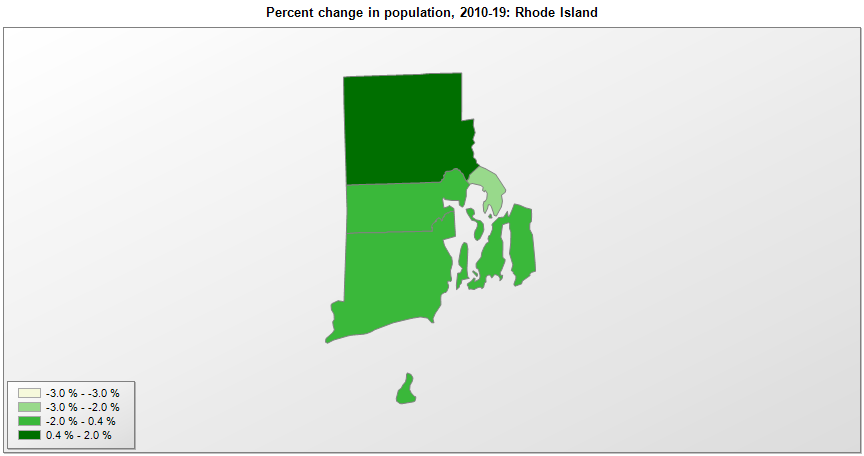 Percent change in population, 2010-19: Rhode Island
-3.0 % - -3.0 %
-3.0 % - -2.0 %
-2.0 % - 0.4 %
0.4 % - 2.0 %